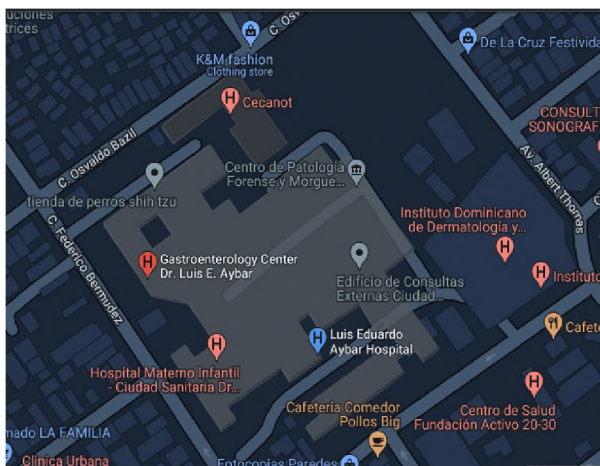 uciones
trices
C. Osvaldo
K&M fashion
Clothing store
De La Cruz Festivida
Cecanot
CONSULT
SONOGRAF
C. Osvaldo Bazil
Centro de Patología
Forense y Morgue...
Av. Albert Thomas
tienda de perros shih tzu
Instituto Dominicano
de Dermatología y...
C. Federico Bermudez
Gastroenterology Center
Dr. Luis E. Aybar
Edificio de Consultas
Externas Ciudad...
Instituto
Luis Eduardo
Aybar Hospital
Cafete
Hospital Materno Infantil
- Ciudad Sanitaria Dr...
Centro de Salud
Fundación Activo 20-30
Cafeteria Comedor
Pollos Big
mado LA FAMILIA
Clinica Urbana
Fotocopias Paredes